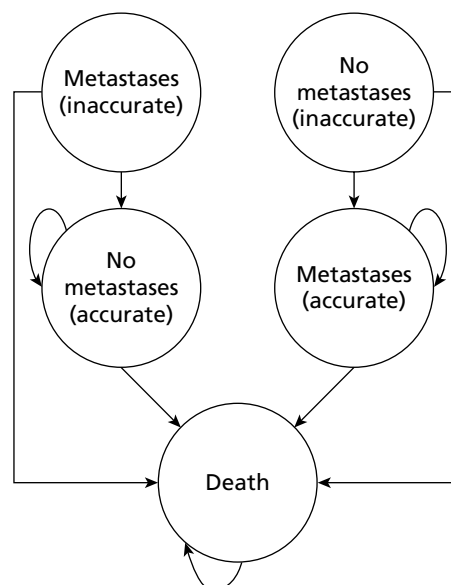 Metastases
(inaccurate)
No
metastases
(inaccurate)
No
metastases
(accurate)
Metastases
(accurate)
Death